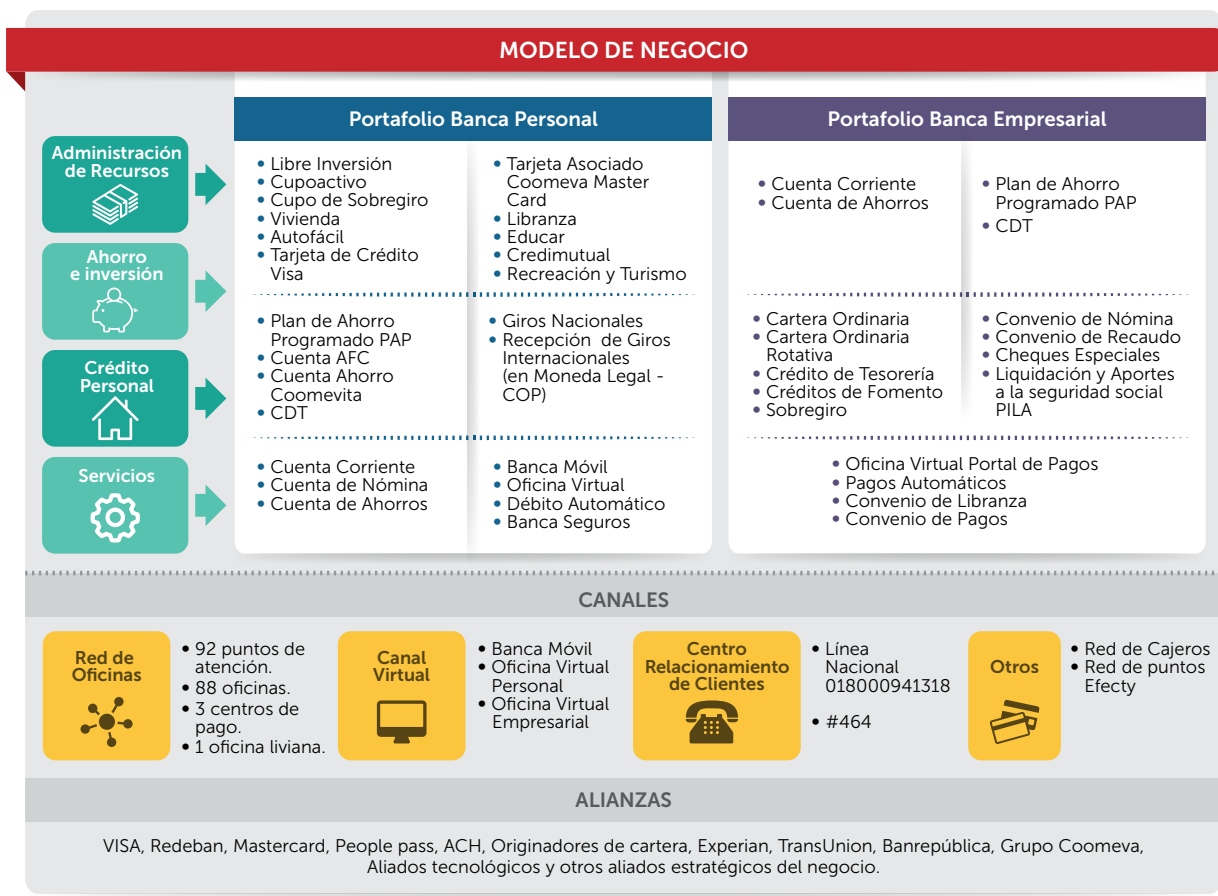 MODELO DE NEGOCIO
Administración
de Recursos
Ahorro
e inversión
Crédito
Personal
Servicios
Portafolio Banca Personal
• Libre Inversión
• Cupoactivo
• Cupo de Sobregiro
• Vivienda
• Autofácil
• Tarjeta de Crédito
Visa
• Tarjeta Asociado
Coomeva Master
Card
• Libranza
• Educar
• Credimutual
• Recreación y Turismo
• Plan de Ahorro
Programado PAP
• Cuenta AFC
• Cuenta Ahorro
Coomevita
• CDT
• Giros Nacionales
• Recepción de Giros
Internacionales
(en Moneda Legal -
COP)
• Cuenta Corriente
• Cuenta de Nómina
• Cuenta de Ahorros
• Banca Móvil
• Oficina Virtual
• Débito Automático
• Banca Seguros
Portafolio Banca Empresarial
• Cuenta Corriente
• Cuenta de Ahorros
• Plan de Ahorro
Programado PAP
• CDT
• Cartera Ordinaria
• Cartera Ordinaria
Rotativa
• Crédito de Tesorería
• Créditos de Fomento
• Sobregiro
• Convenio de Nómina
• Convenio de Recaudo
• Cheques Especiales
• Liquidación y Aportes
a la seguridad social
PILA
• Oficina Virtual Portal de Pagos
• Pagos Automáticos
• Convenio de Libranza
• Convenio de Pagos
CANALES
Red de
Oficinas
• 92 puntos de
atención.
• 88 oficinas.
• 3 centros de
pago.
• 1 oficina liviana.
Canal
Virtual
• Banca Móvil
• Oficina Virtual
Personal
• Oficina Virtual
Empresarial
Centro
Relacionamiento
de Clientes
• Línea
Nacional
018000941318
• #464
Otros
• Red de Cajeros
• Red de puntos
Efecty
ALIANZAS
VISA, Redeban, Mastercard, People pass, ACH, Originadores de cartera, Experian, TransUnion, Banrepública, Grupo Coomeva,
Aliados tecnológicos y otros aliados estratégicos del negocio.